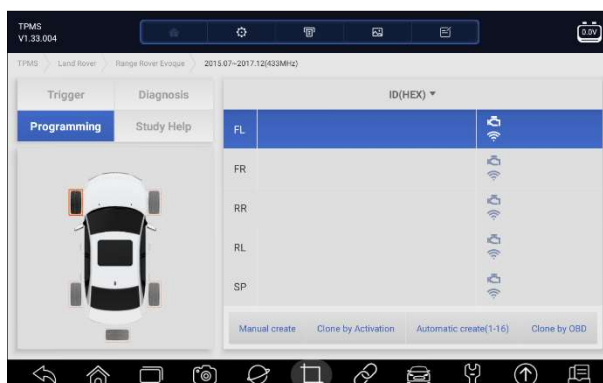 TPMS
V1.33.004
0.0V
TPMS Land Rover Range Rover Evoque 2015.07-2017.12(433MHz)
Trigger Diagnosis
Programming Study Help
ID(HEX)
FL
FR
RR
RL
SP
Manual create Clone by Activation Automatic create(1-16) Clone by OBD